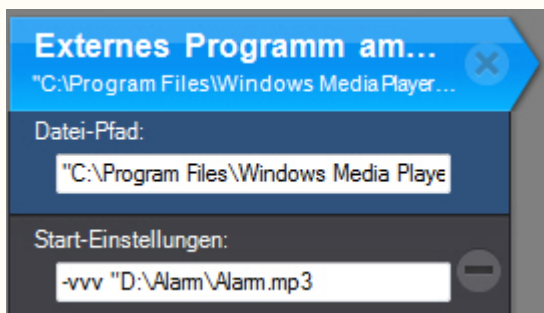 Externes Programm am...
"C:\Program Files\Windows Media Player...
Datei-Pfad:
"C:\Program Files\Windows Media Playe
Start-Einstellungen:
-vvv "D:\Alarm\Alarm.mp3